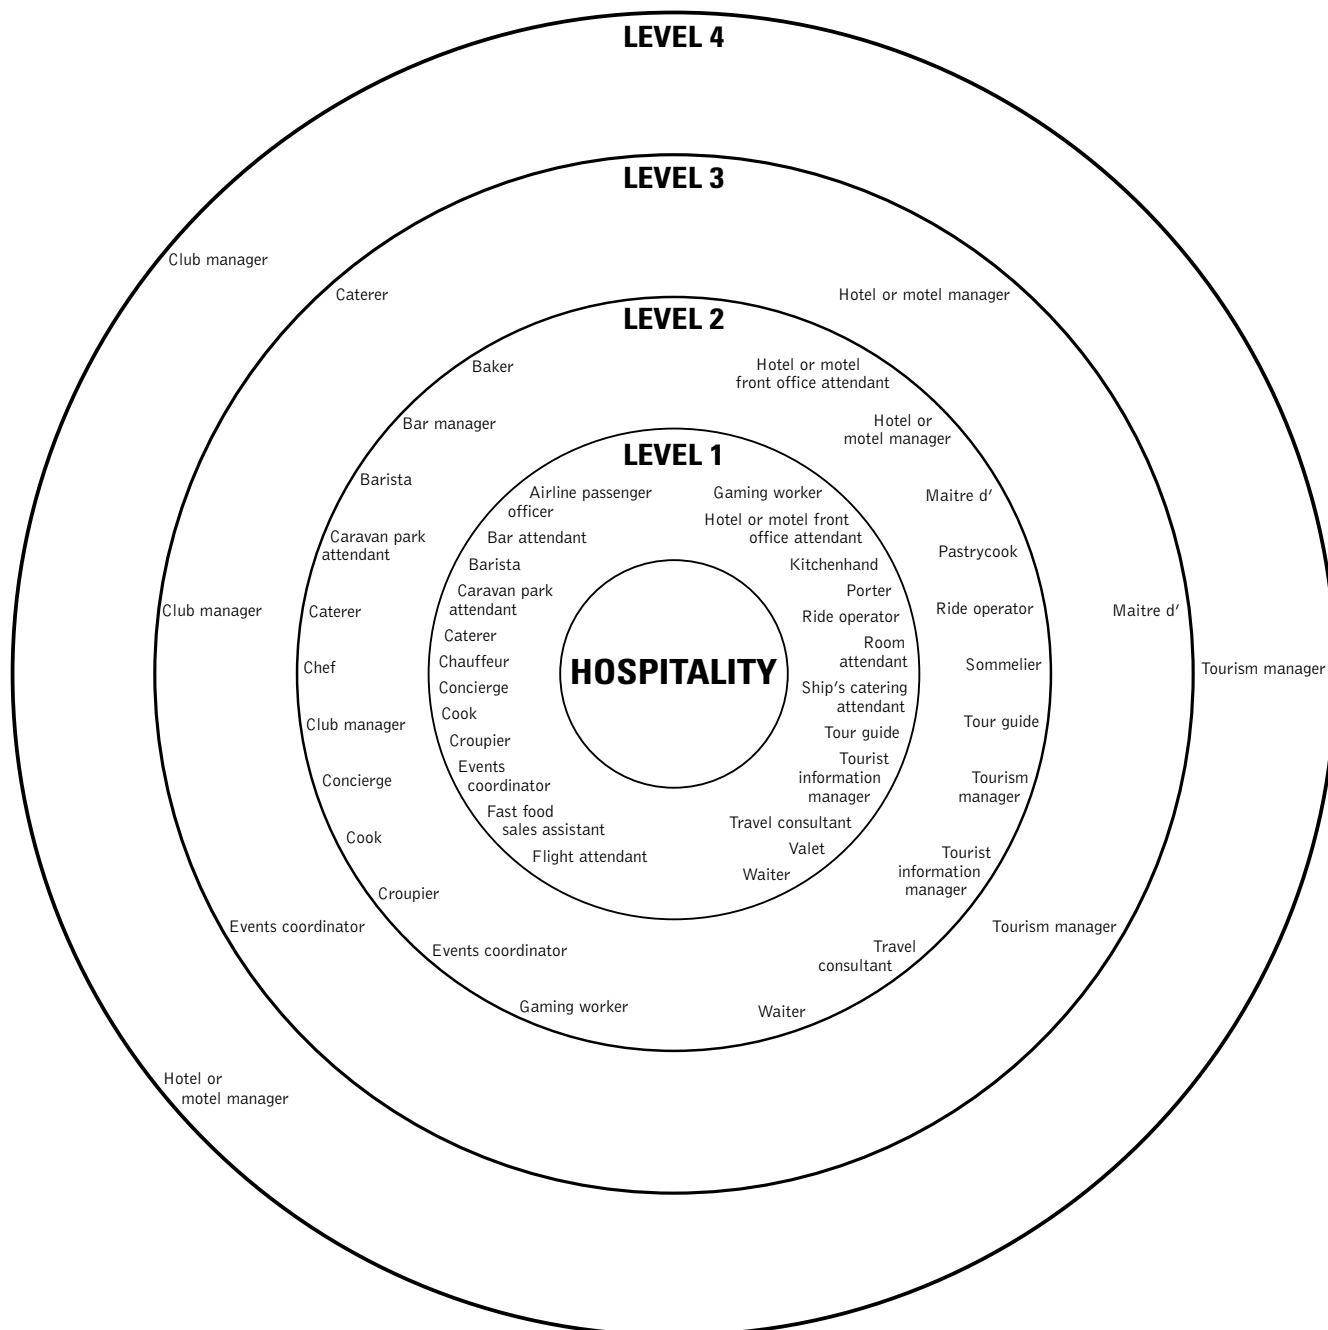 LEVEL 4
Club manager
Hotel or
motel manager
Tourism manager
LEVEL 3
Caterer
Club manager
Events coordinator
Hotel or motel manager
Maitre d’
Tourism manager
LEVEL 2
Baker
Bar manager
Barista
Caravan park
attendant
Caterer
Chef
Club manager
Concierge
Cook
Croupier
Events coordinator
Gaming worker
Hotel or motel
front office attendant
Hotel or
motel manager
Maitre d’
Pastrycook
Ride operator
Sommelier
Tour guide
Tourism
manager
Tourist
information
manager
Travel
consultant
Waiter
LEVEL 1
Airline passenger
officer
Bar attendant
Barista
Caravan park
attendant
Caterer
Chauffeur
Concierge
Cook
Croupier
Events
coordinator
Fast food
sales assistant
Flight attendant
Gaming worker
Hotel or motel front
office attendant
Kitchenhand
Porter
Ride operator
Room
attendant
Ship’s catering
attendant
Tour guide
Tourist
information
manager
Travel consultant
Valet
Waiter
HOSPITALITY